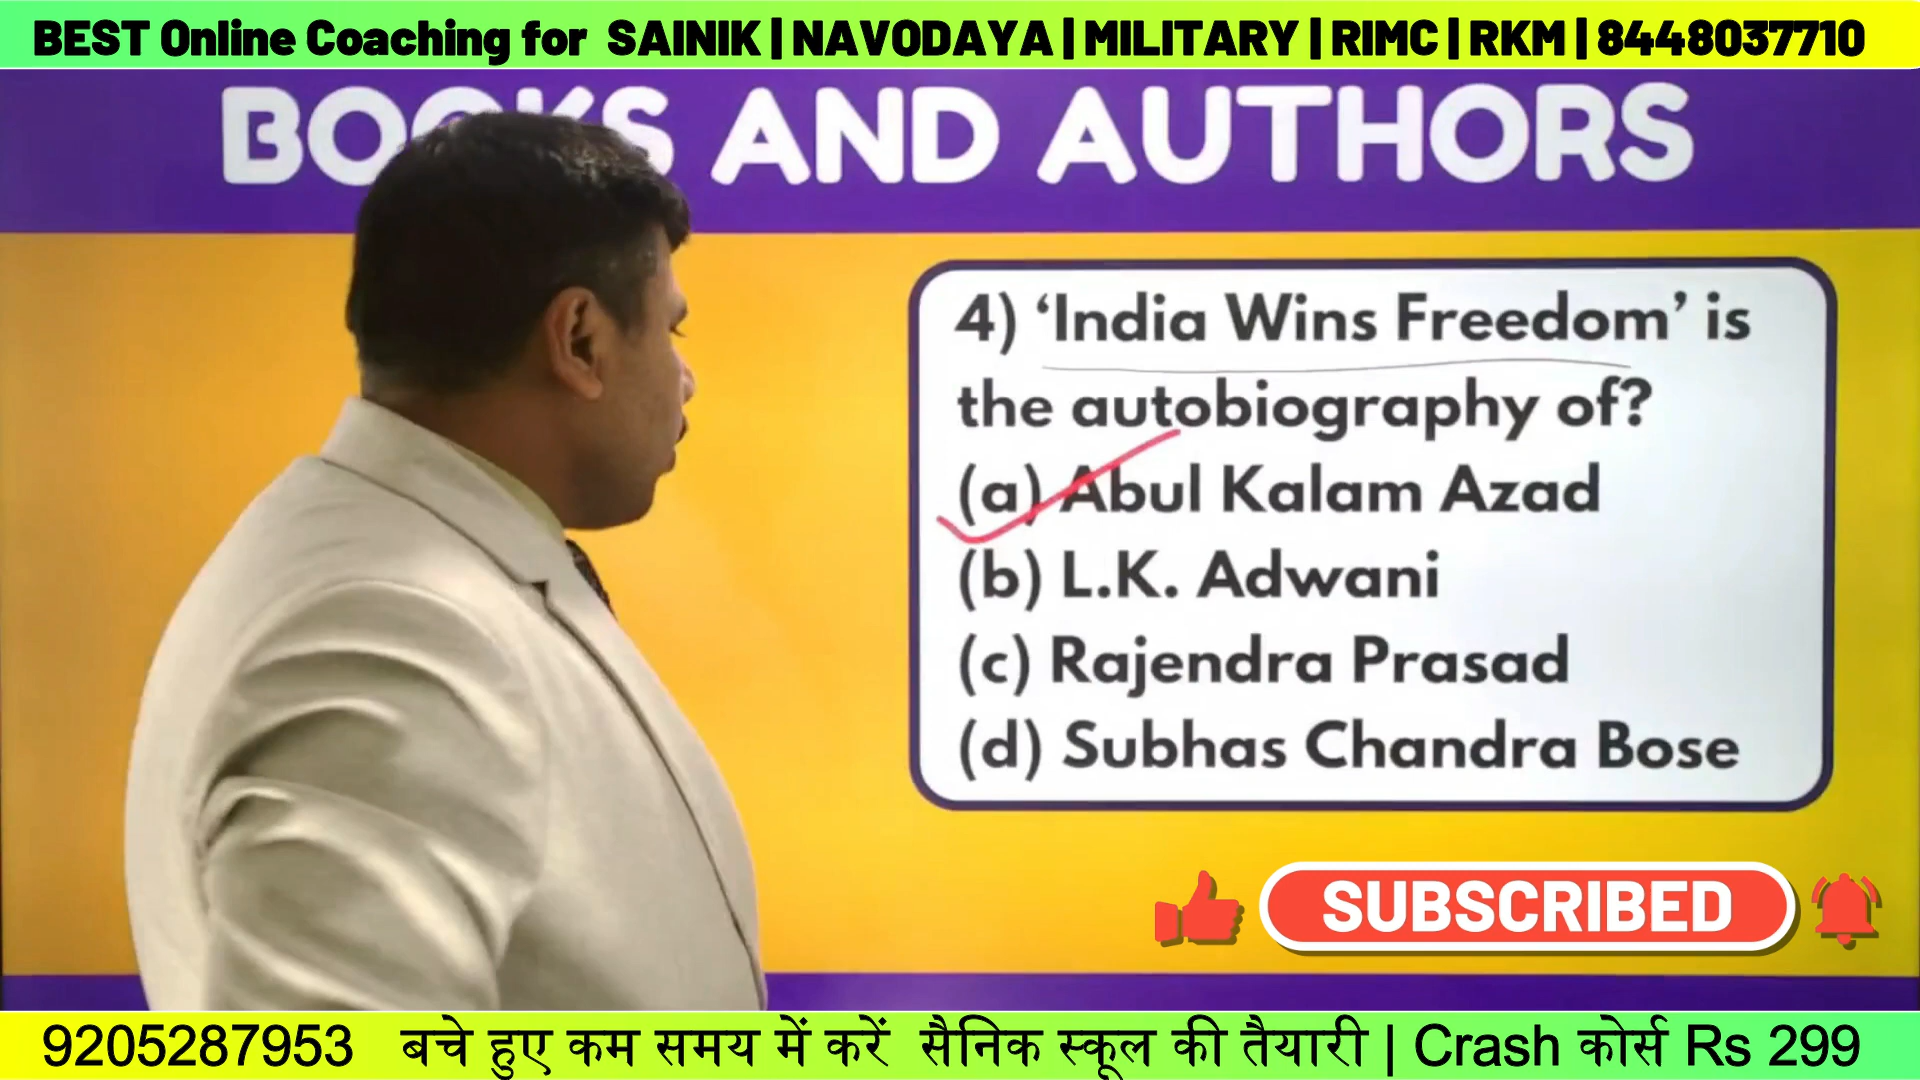 BEST Online Coaching for SAINIK | NAVODAYA | MILITARY | RIMC | RKM | 8448037710
BOOKS AND AUTHORS
4) ‘India Wins Freedom’ is
the autobiography of?
(a) Abul Kalam Azad
(b) L.K. Adwani
(c) Rajendra Prasad
(d) Subhas Chandra Bose
SUBSCRIBED
9205287953 बचे हुए कम समय में करें सैनिक स्कूल की तैयारी | Crash कोर्स Rs 299